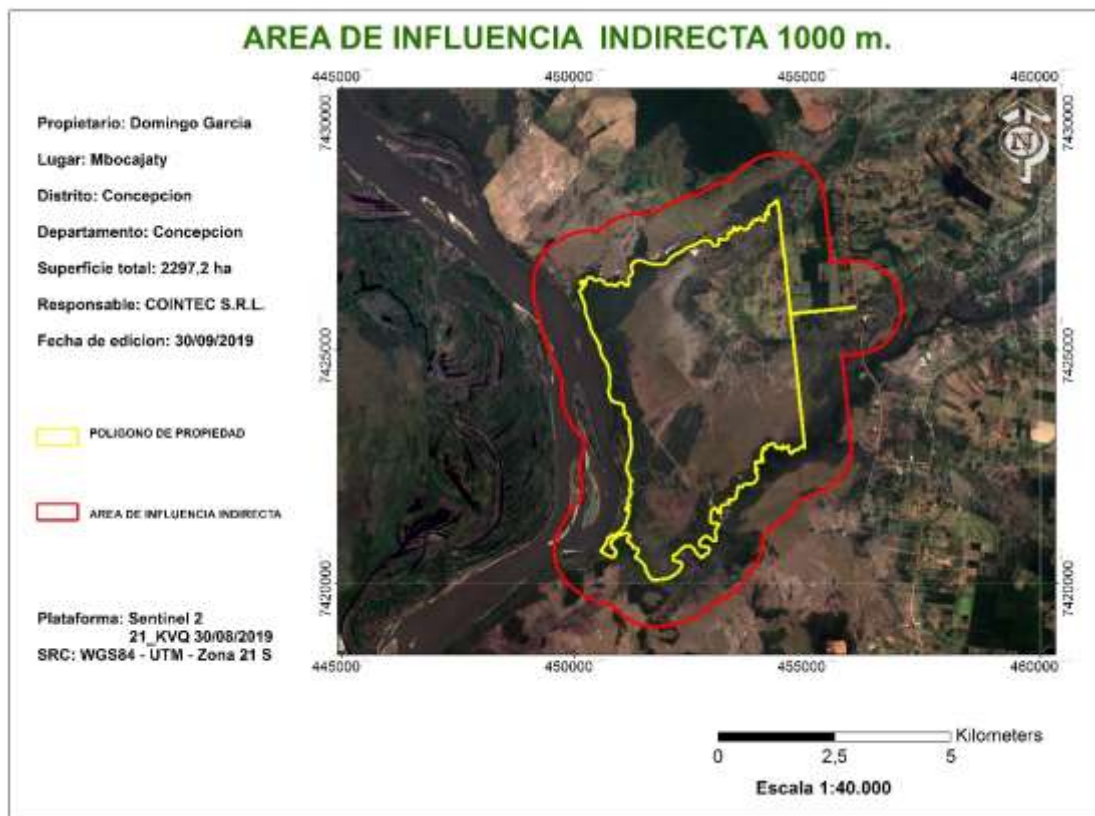 AREA DE INFLUENCIA INDIRECTA 1000 m.
Propietario: Domingo Garcia
Lugar: Mbocajaty
Distrito: Concepcion
Departamento: Concepcion
Superficie total: 2297,2 ha
Responsable: COINTEC S.R.L.
Fecha de edicion: 30/09/2019
POLIGONO DE PROPIEDAD
AREA DE INFLUENCIA INDIRECTA
Plataforma: Sentinel 2
21_KVQ 30/08/2019
SRC: WGS84 - UTM - Zona 21 S
445000 450000 455000 460000
7430000 7430000
N
7425000 7425000
7420000 7420000
445000 450000 455000 460000
Kilometers
0 2,5 5
Escala 1:40.000